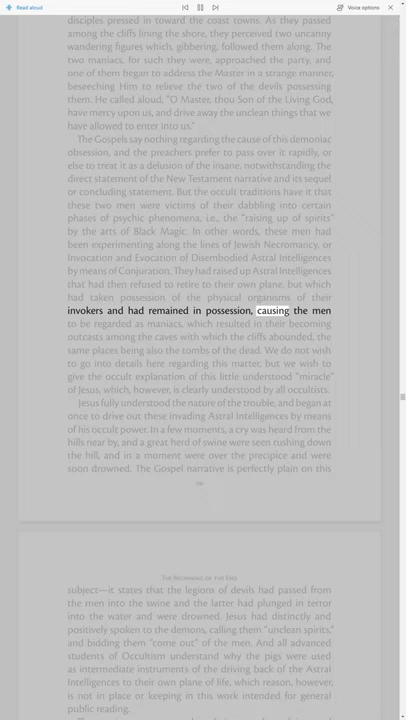 Read aloud
Voice options
disciples pressed in toward the coast towns. As they passed
among the cliffs lining the shore, they perceived two uncanny
wandering figures which, gibbering, followed them along. The
two maniacs, for such they were, approached the party, and
one of them began to address the Master in a strange manner,
beseeching Him to relieve the two of the devils possessing
them. He called aloud, "O Master, thou Son of the Living God,
have mercy upon us, and drive away the unclean things that we
have allowed to enter into us."
The Gospels say nothing regarding the cause of this demoniac
obsession, and the preachers prefer to pass over it rapidly, or
else to treat it as a delusion of the insane, notwithstanding the
direct statement of the New Testament narrative and its sequel
or concluding statement. But the occult traditions have it that
these two men were victims of their dabbling into certain
phases of psychic phenomena, i.e., the "raising up of spirits"
by the arts of Black Magic. In other words, these men had
been experimenting along the lines of Jewish Necromancy, or
Invocation and Evocation of Disembodied Astral Intelligences
by means of Conjuration. They had raised up Astral Intelligences
that had then refused to retire to their own plane, but which
had taken possession of the physical organisms of their
invokers and had remained in possession, causing the men
to be regarded as maniacs, which resulted in their becoming
outcasts among the caves with which the cliffs abounded, the
same places being also the tombs of the dead. We do not wish
to go into details here regarding this matter, but we wish to
give the occult explanation of this little understood "miracle"
of Jesus, which, however, is clearly understood by all occultists.
Jesus fully understood the nature of the trouble, and began at
once to drive out these invading Astral Intelligences by means
of his occult power. In a few moments, a cry was heard from the
hills near by, and a great herd of swine were seen rushing down
the hill, and in a moment were over the precipice and were
soon drowned. The Gospel narrative is perfectly plain on this
The Beginning of the End
subject—it states that the legions of devils had passed from
the men into the swine and the latter had plunged in terror
into the water and were drowned. Jesus had distinctly and
positively spoken to the demons, calling them "unclean spirits,"
and bidding them "come out" of the men. And all advanced
students of Occultism understand why the pigs were used
as intermediate instruments of the driving back of the Astral
Intelligences to their own plane of life, which reason, however,
is not in place or keeping in this work intended for general
public reading.